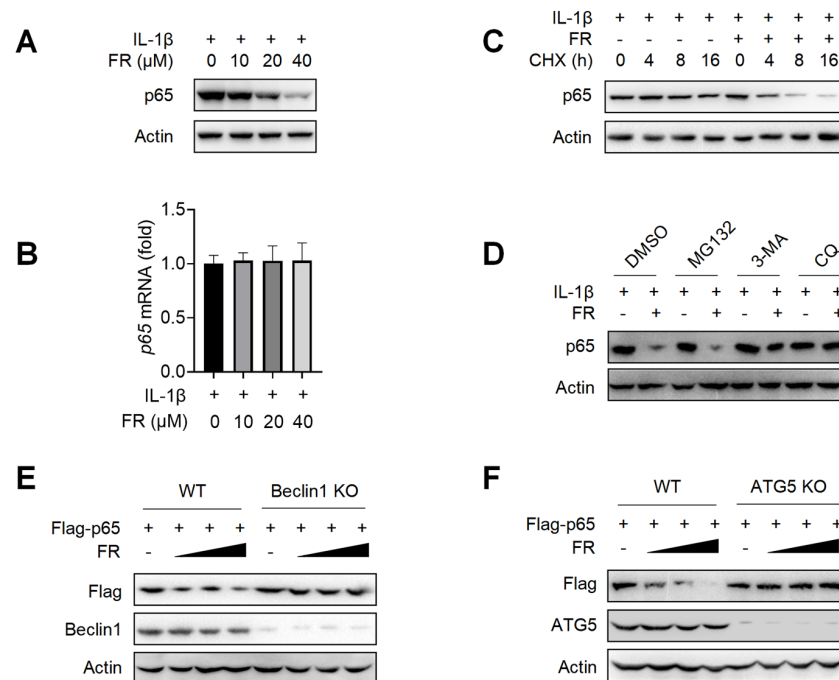 A
IL-1β + + + +
FR (μM) 0 10 20 40
p65
Actin
B
p65 mRNA (fold)
1.5
1.0
0.5
0.0
IL-1β + + + +
FR (μM) 0 10 20 40
C
IL-1β + + + + + + + +
FR - - - - + + + +
CHX (h) 0 4 8 16 0 4 8 16
p65
Actin
D
DMSO MG132 3-MA CQ
IL-1β + + + + + + + +
FR - + - + - + - +
p65
Actin
E
WT Beclin1 KO
Flag-p65 + + + + + + + +
FR - -
Flag
Beclin1
Actin
F
WT ATG5 KO
Flag-p65 + + + + + + + +
FR - -
Flag
ATG5
Actin